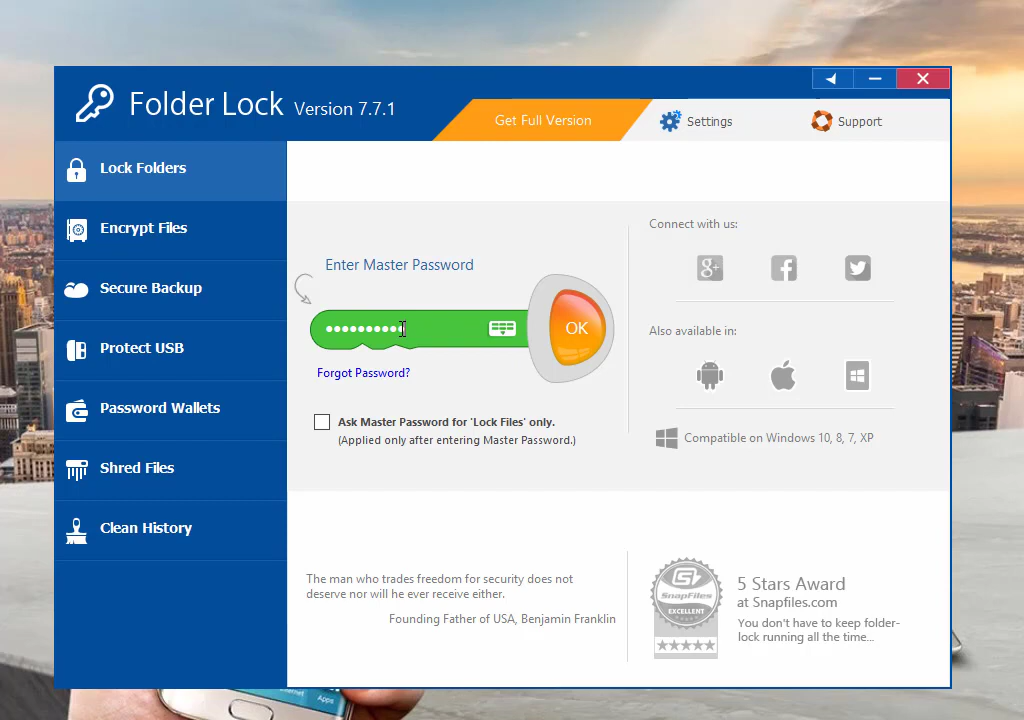 Folder Lock Version 7.7.1
Get Full Version
Settings
Support
Lock Folders
Encrypt Files
Secure Backup
Protect USB
Password Wallets
Shred Files
Clean History
Enter Master Password
OK
Forgot Password?
Ask Master Password for 'Lock Files' only.
(Applied only after entering Master Password.)
Connect with us:
g+
Also available in:
Compatible on Windows 10, 8, 7, XP
The man who trades freedom for security does not
deserve nor will he ever receive either.
Founding Father of USA, Benjamin Franklin
SnapFiles
EXCELLENT
5 Stars Award
at Snapfiles.com
You don't have to keep folder-
lock running all the time...
Internet
Apps